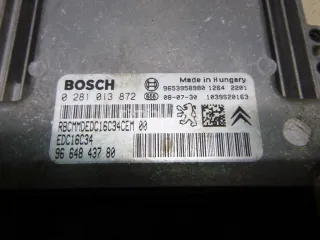 BOSCH
Made in Hungary
9653958980 1264 2201
0 281 013 872
08-07-30 1039S20163
RBCMMDEDC16C34CEM 00
EDC16C34
96 648 437 80